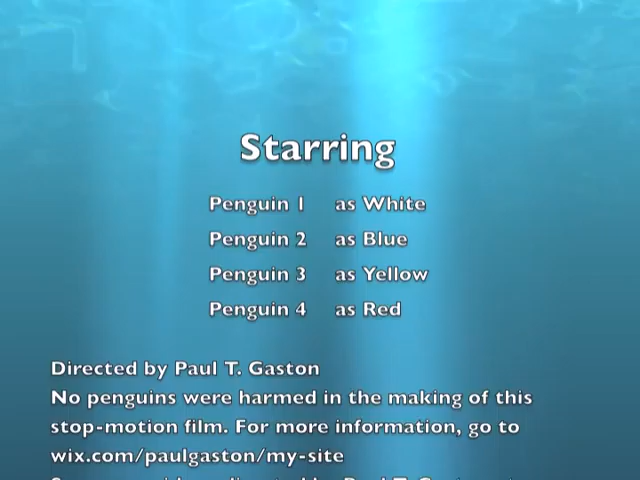 Starring
Penguin 1 as White
Penguin 2 as Blue
Penguin 3 as Yellow
Penguin 4 as Red
Directed by Paul T. Gaston
No penguins were harmed in the making of this
stop-motion film. For more information, go to
wix.com/paulgaston/my-site